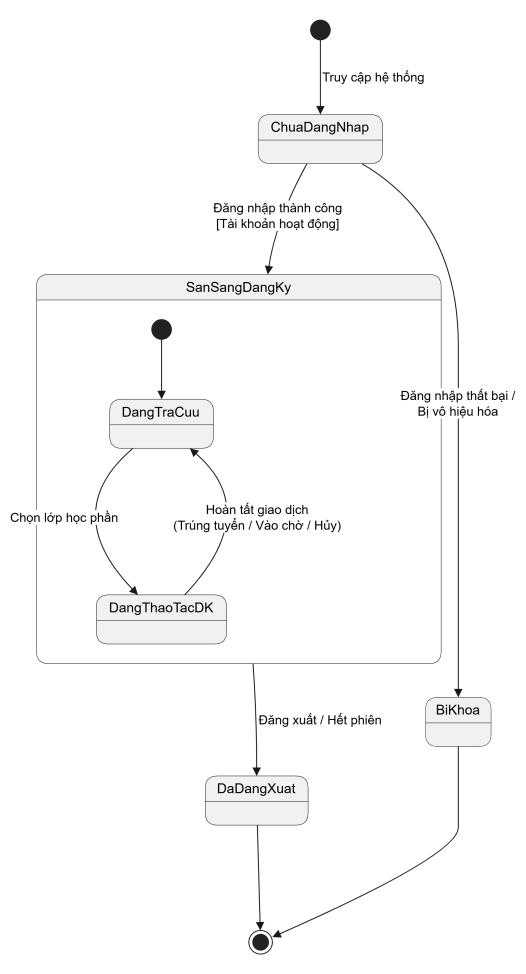 Truy cập hệ thống
ChuaDangNhap
Đăng nhập thành công
[Tài khoản hoạt động]
SanSangDangKy
Đăng nhập thất bại /
Bị vô hiệu hóa
DangTraCuu
Chọn lớp học phần
Hoàn tất giao dịch
(Trúng tuyển / Vào chờ / Hủy)
DangThaoTacDK
BiKhoa
Đăng xuất / Hết phiên
DaDangXuat